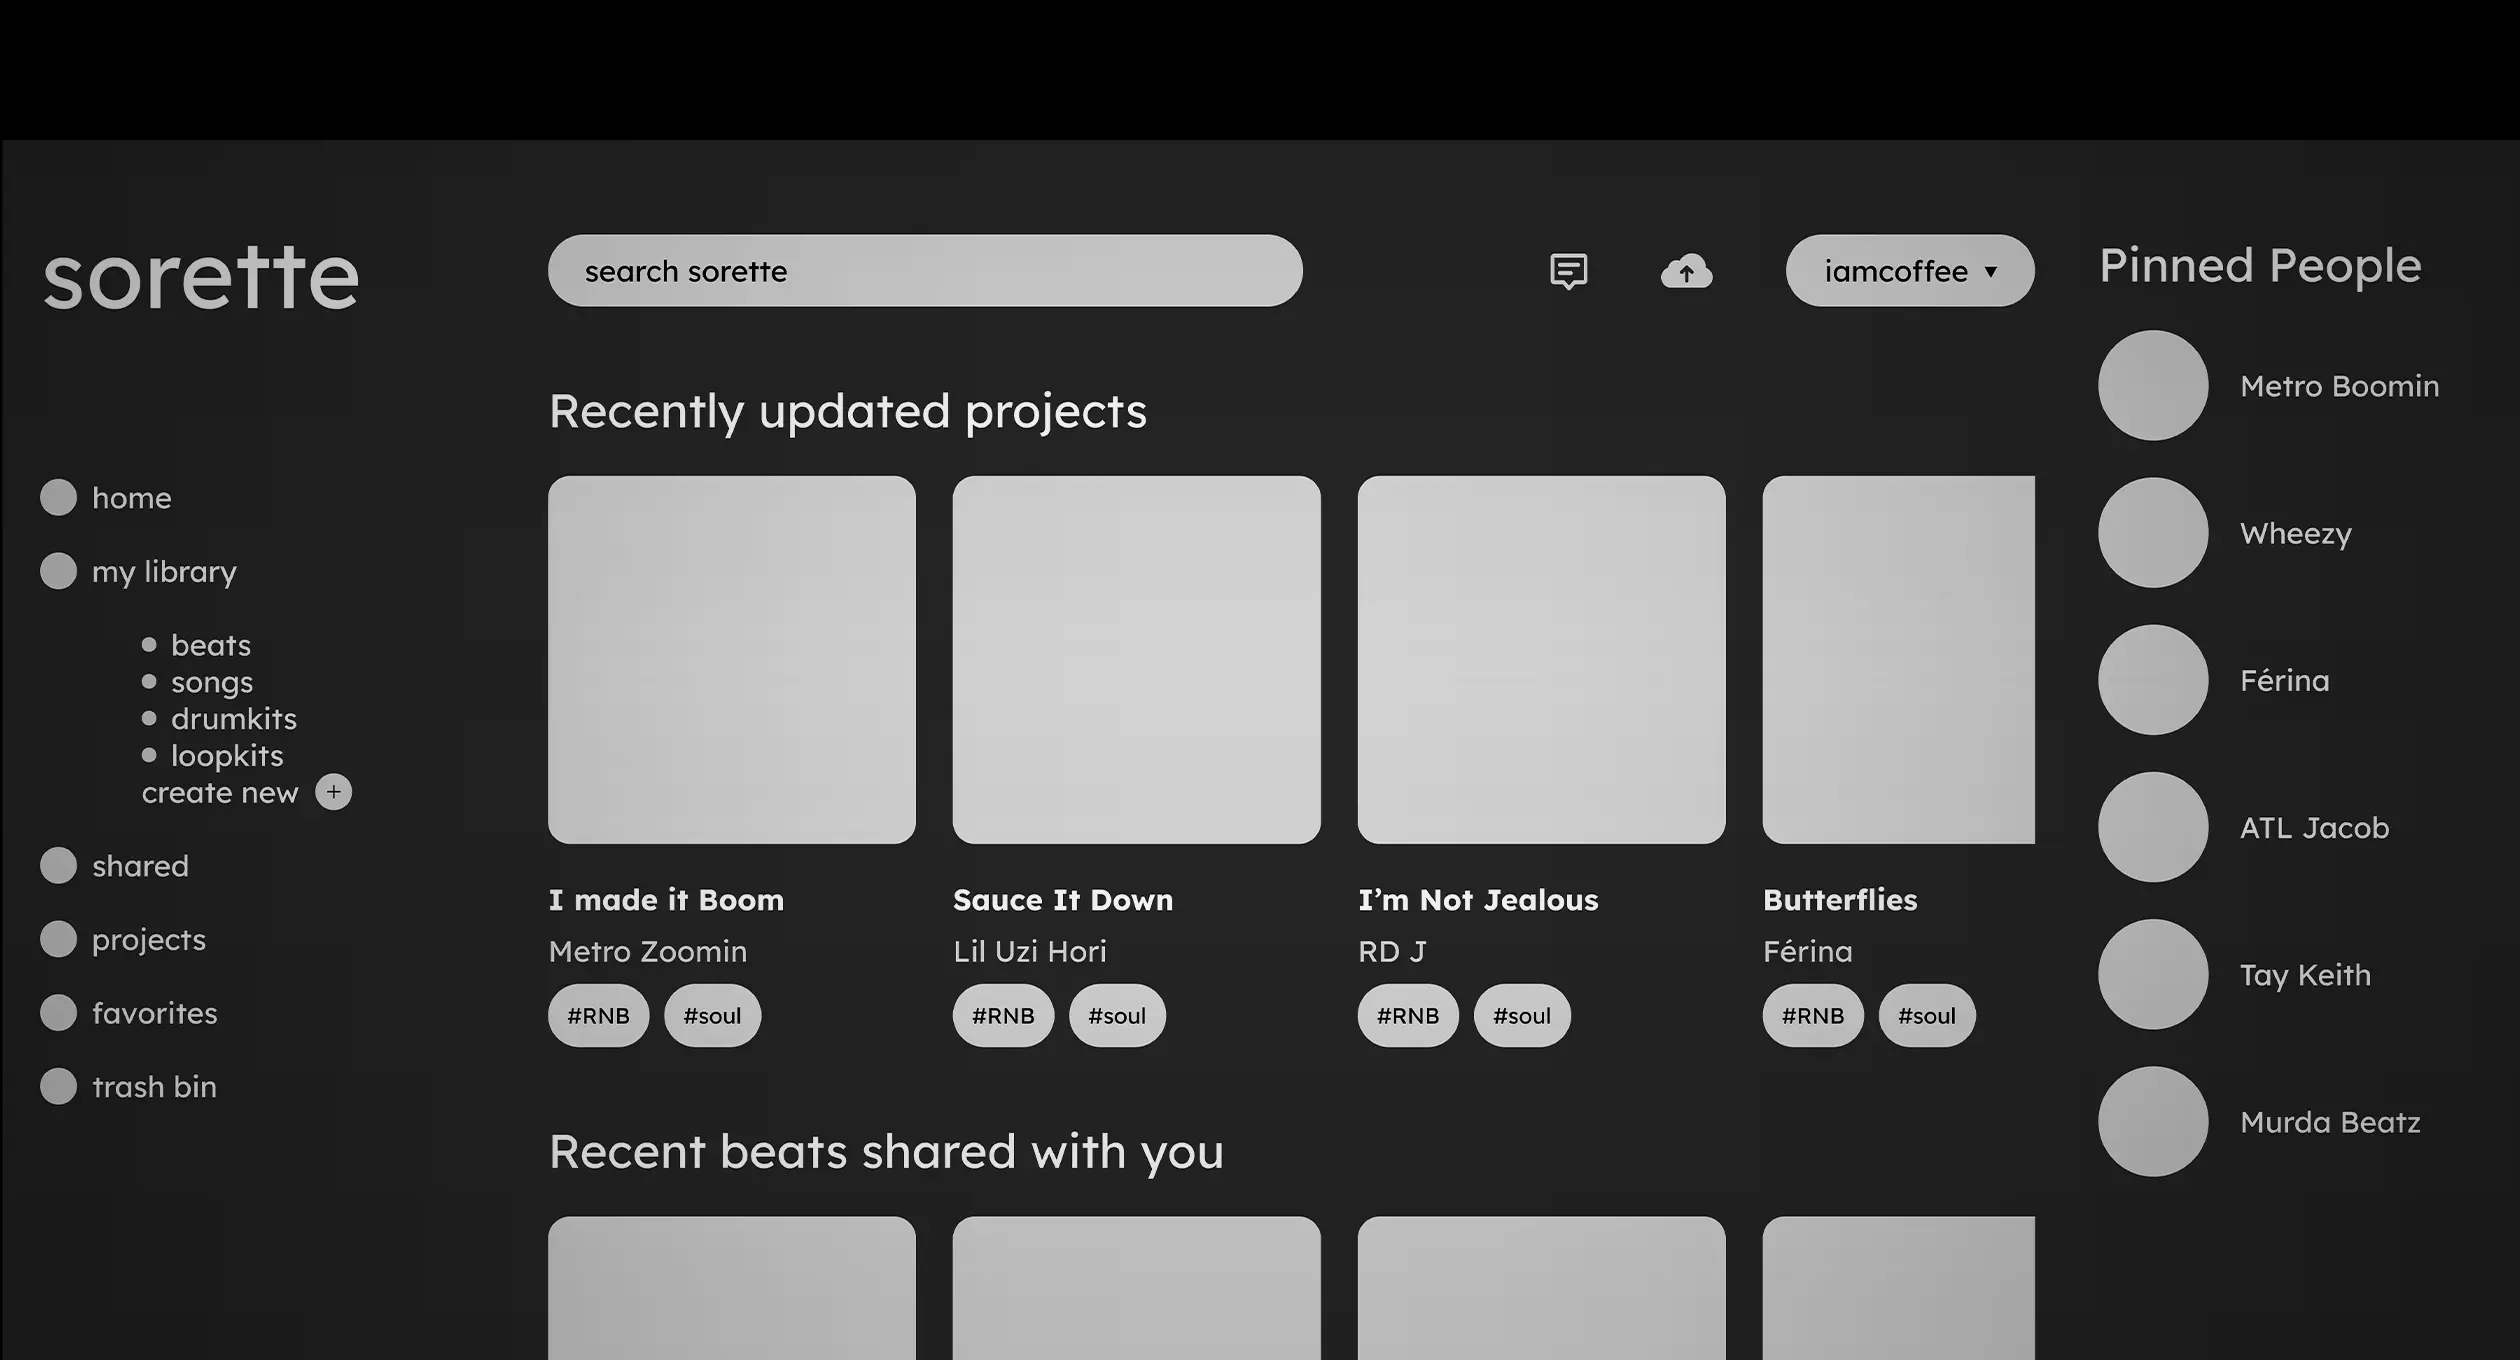 sorette
search sorette
iamcoffee ▼
Pinned People
home
my library
beats
songs
drumkits
loopkits
create new +
shared
projects
favorites
trash bin
Recently updated projects
I made it Boom
Metro Zoomin
#RNB #soul
Sauce It Down
Lil Uzi Hori
#RNB #soul
I’m Not Jealous
RD J
#RNB #soul
Butterflies
Férina
#RNB #soul
Recent beats shared with you
Metro Boomin
Wheezy
Férina
ATL Jacob
Tay Keith
Murda Beatz